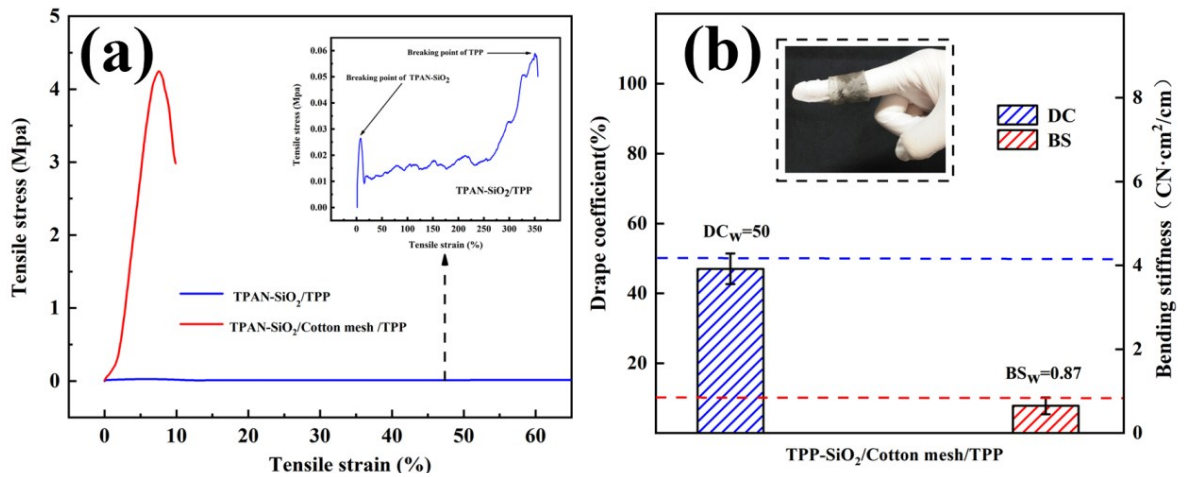 (a)
Tensile stress (Mpa)
5
4
3
2
1
0
0 10 20 30 40 50 60
Tensile strain (%)
TPAN-SiO₂/TPP
TPAN-SiO₂/Cotton mesh /TPP
Tensile stress (Mpa)
0.06
0.05
0.04
0.03
0.02
0.01
0.00
0 50 100 150 200 250 300 350
Tensile strain (%)
Breaking point of TPP
Breaking point of TPAN-SiO₂
TPAN-SiO₂/TPP
(b)
Drape coefficient(%)
100
80
60
40
20
DC
BS
DCw=50
BSw=0.87
8
6
4
2
0
Bending stiffness（CN·cm²/cm）
TPP-SiO₂/Cotton mesh/TPP